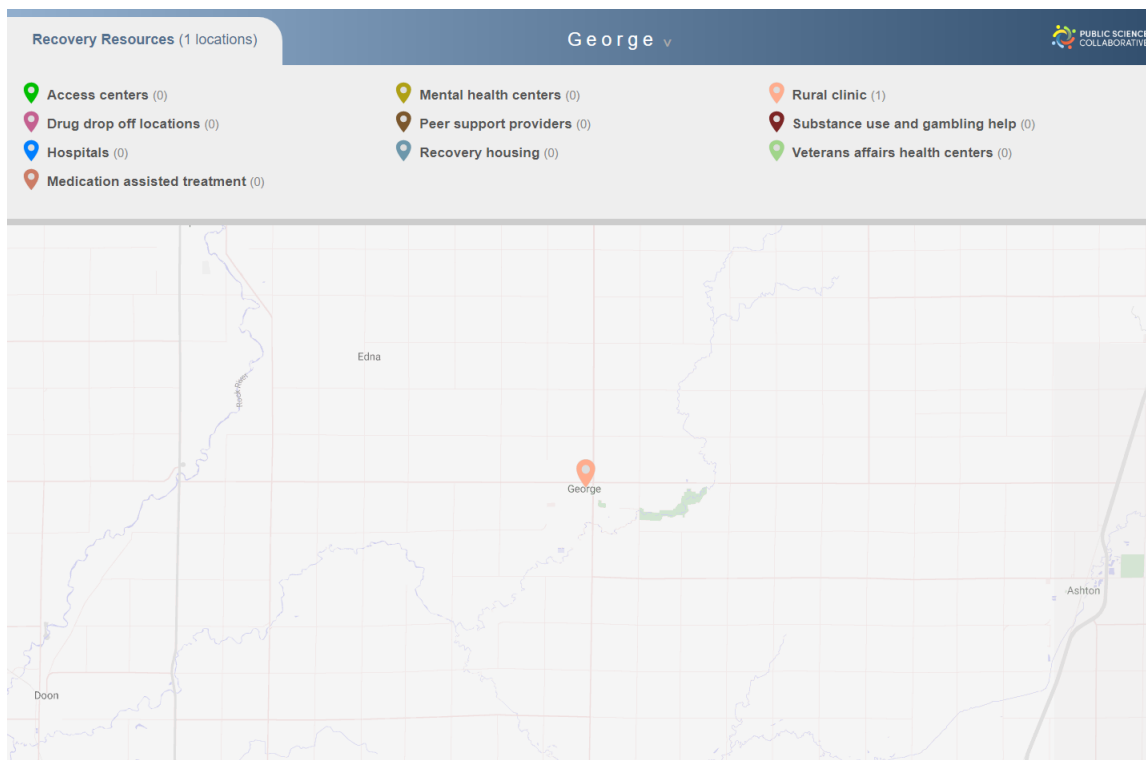 Recovery Resources (1 locations)
George v
PUBLIC SCIENCE
COLLABORATIVE
Access centers (0)
Mental health centers (0)
Rural clinic (1)
Drug drop off locations (0)
Peer support providers (0)
Substance use and gambling help (0)
Hospitals (0)
Recovery housing (0)
Veterans affairs health centers (0)
Medication assisted treatment (0)
Edna
Rock River
George
Ashton
Doon